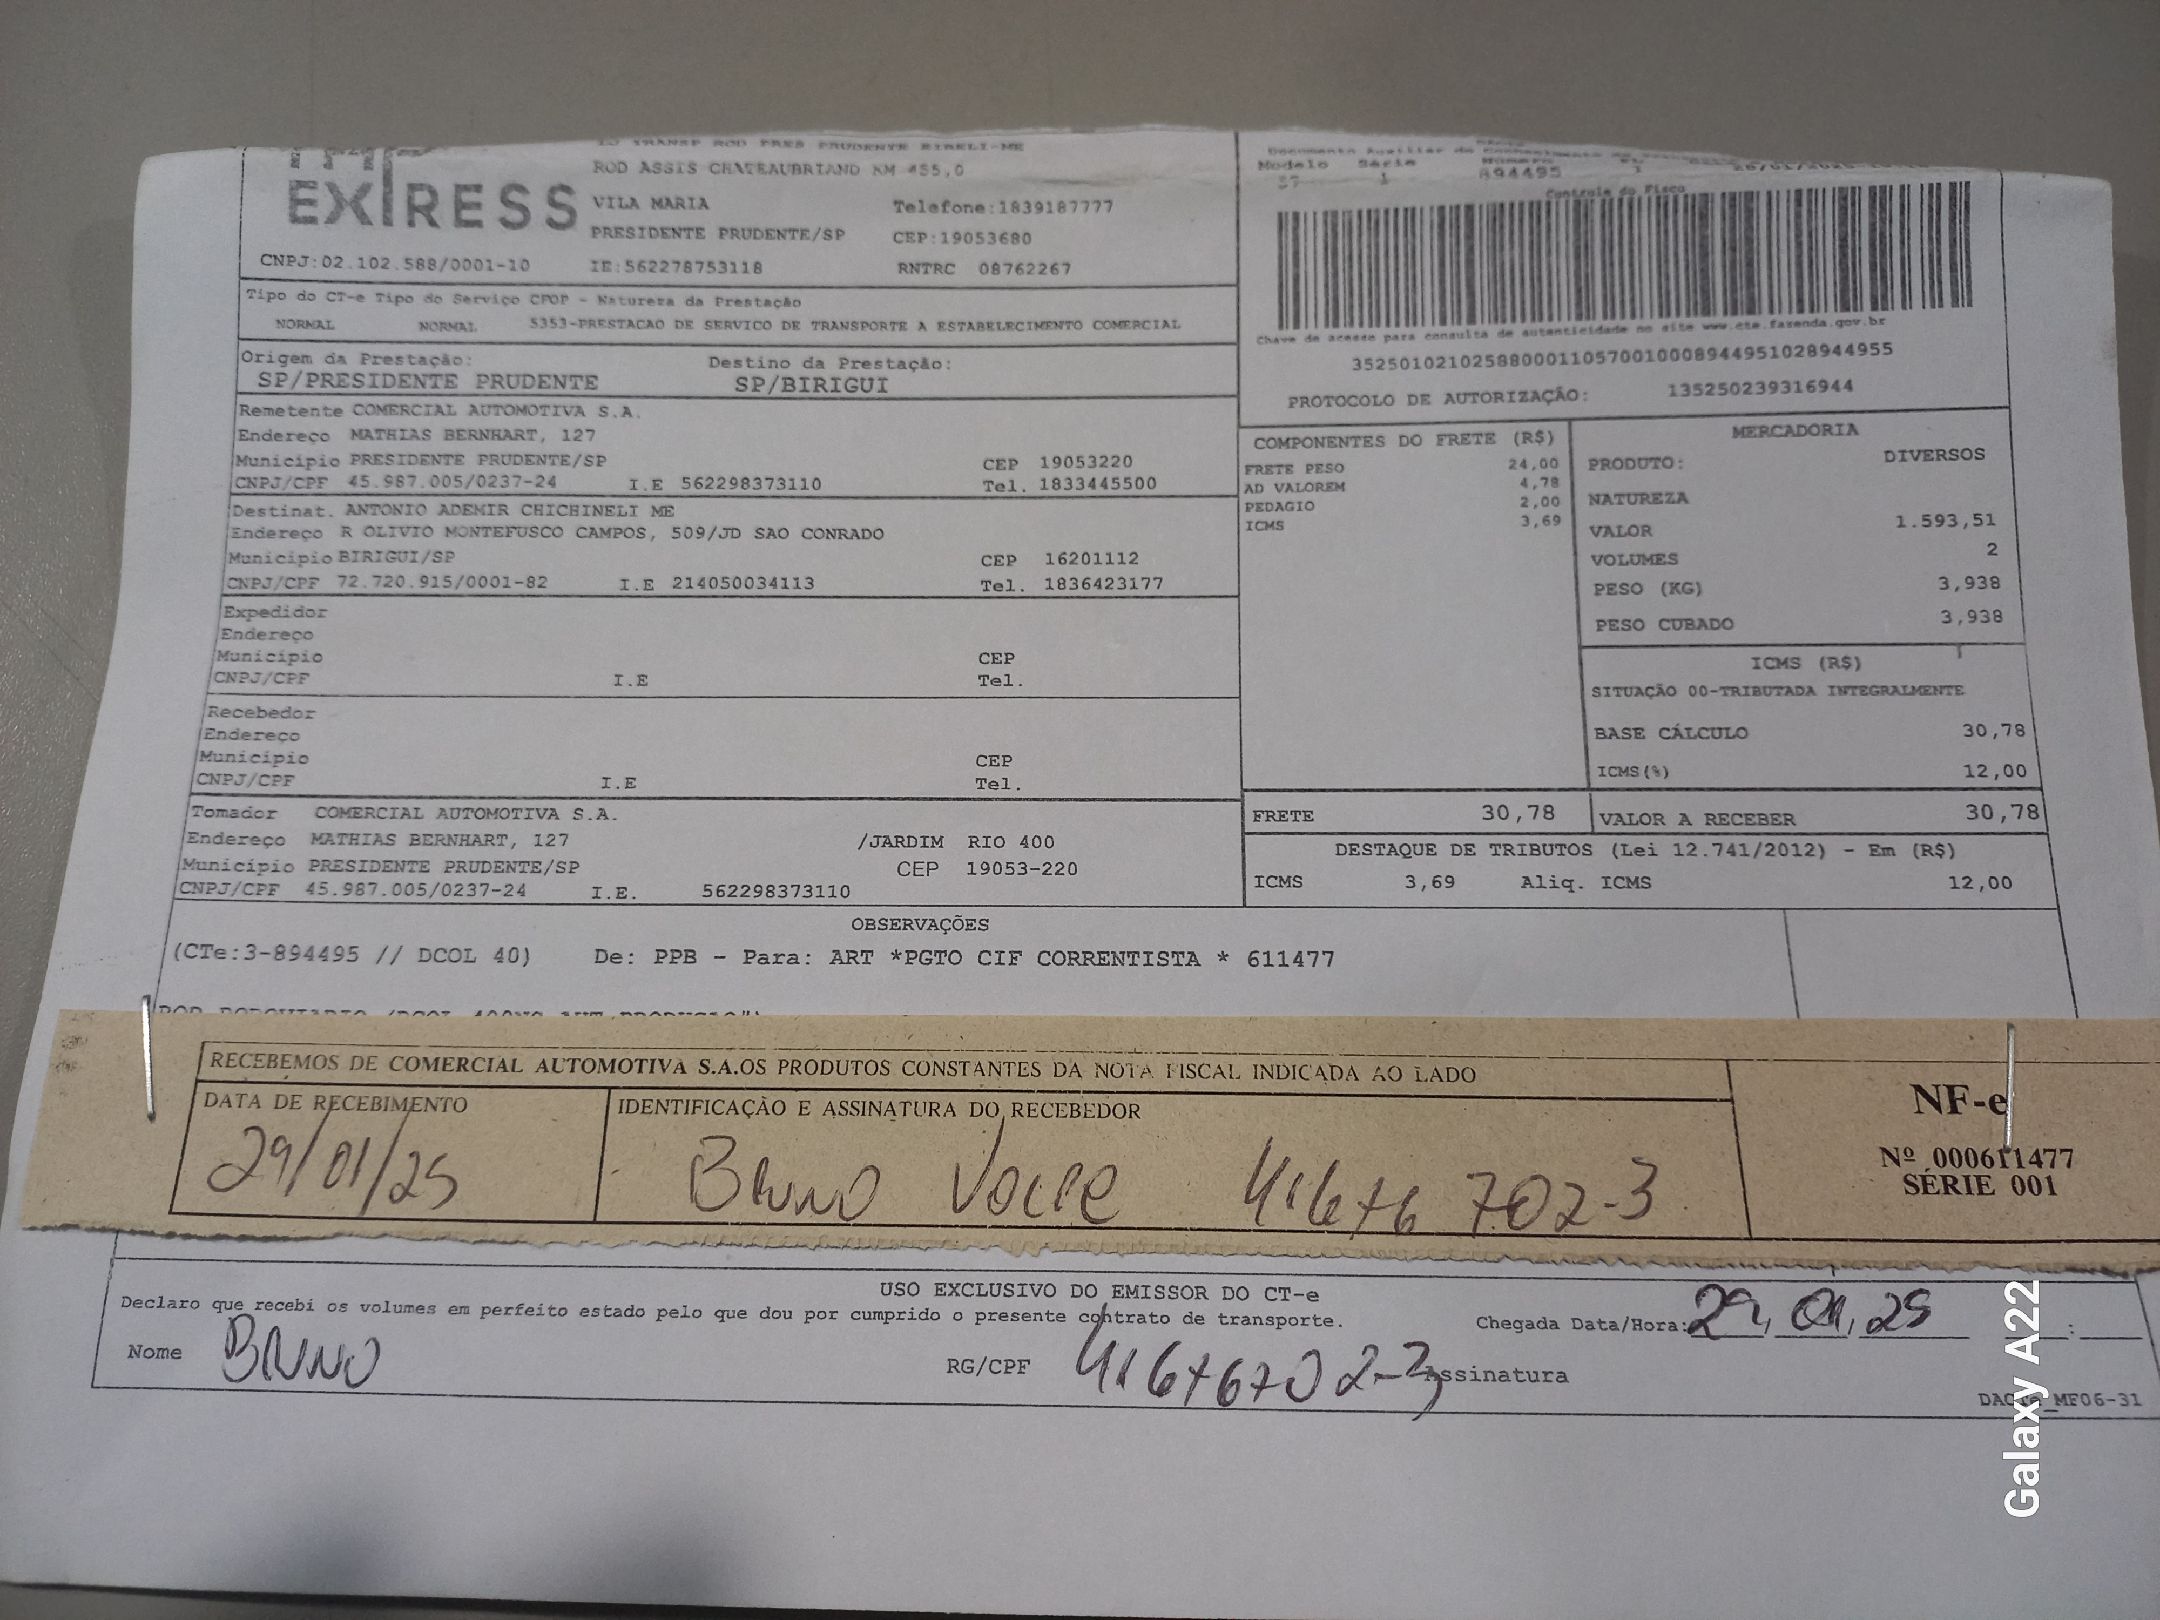 EXPRESS
TRANSP ROD PRES PRUDENTE EIRELI-ME
ROD ASSIS CHATEAUBRIAND KM 455,0
VILA MARIA Telefone:1839187777
PRESIDENTE PRUDENTE/SP CEP:19053680
CNPJ:02.102.588/0001-10 IE:562278753118 RNTRC 08762267
Modelo Série Número
57 1 894495
Controle do Fisco
Chave de acesso para consulta de autenticidade no site www.cte.fazenda.gov.br
35250102102588000110570010008944951028944955
PROTOCOLO DE AUTORIZAÇÃO: 135250239316944
Tipo do CT-e Tipo do Serviço CFOP - Natureza da Prestação
NORMAL NORMAL 5353-PRESTACAO DE SERVICO DE TRANSPORTE A ESTABELECIMENTO COMERCIAL
Origem da Prestação: Destino da Prestação:
SP/PRESIDENTE PRUDENTE SP/BIRIGUI
Remetente COMERCIAL AUTOMOTIVA S.A.
Endereço MATHIAS BERNHART, 127
Município PRESIDENTE PRUDENTE/SP CEP 19053220
CNPJ/CPF 45.987.005/0237-24 I.E 562298373110 Tel. 1833445500
Destinat. ANTONIO ADEMIR CHICHINELI ME
Endereço R OLIVIO MONTEFUSCO CAMPOS, 509/JD SAO CONRADO
Município BIRIGUI/SP CEP 16201112
CNPJ/CPF 72.720.915/0001-82 I.E 214050034113 Tel. 1836423177
Expedidor
Endereço
Município CEP
CNPJ/CPF I.E Tel.
Recebedor
Endereço
Município CEP
CNPJ/CPF I.E Tel.
Tomador COMERCIAL AUTOMOTIVA S.A.
Endereço MATHIAS BERNHART, 127 /JARDIM RIO 400
Município PRESIDENTE PRUDENTE/SP CEP 19053-220
CNPJ/CPF 45.987.005/0237-24 I.E. 562298373110
COMPONENTES DO FRETE (R$)
FRETE PESO 24,00
AD VALOREM 4,78
PEDAGIO 2,00
ICMS 3,69
MERCADORIA
PRODUTO: DIVERSOS
NATUREZA
VALOR 1.593,51
VOLUMES 2
PESO (KG) 3,938
PESO CUBADO 3,938
ICMS (R$)
SITUAÇÃO 00-TRIBUTADA INTEGRALMENTE
BASE CÁLCULO 30,78
ICMS(%) 12,00
FRETE 30,78 VALOR A RECEBER 30,78
DESTAQUE DE TRIBUTOS (Lei 12.741/2012) - Em (R$)
ICMS 3,69 Aliq. ICMS 12,00
OBSERVAÇÕES
(CTe:3-894495 // DCOL 40) De: PPB - Para: ART *PGTO CIF CORRENTISTA * 611477
RECEBEMOS DE COMERCIAL AUTOMOTIVA S.A.OS PRODUTOS CONSTANTES DA NOTA FISCAL INDICADA AO LADO
DATA DE RECEBIMENTO IDENTIFICAÇÃO E ASSINATURA DO RECEBEDOR
29/01/25 Bruno 41676702-3
NF-e
Nº 000611477
SÉRIE 001
USO EXCLUSIVO DO EMISSOR DO CT-e
Declaro que recebi os volumes em perfeito estado pelo que dou por cumprido o presente contrato de transporte. Chegada Data/Hora: 29, 01, 25 :
Nome Bruno RG/CPF 41676702-3 Assinatura
MF06-31
Galaxy A22